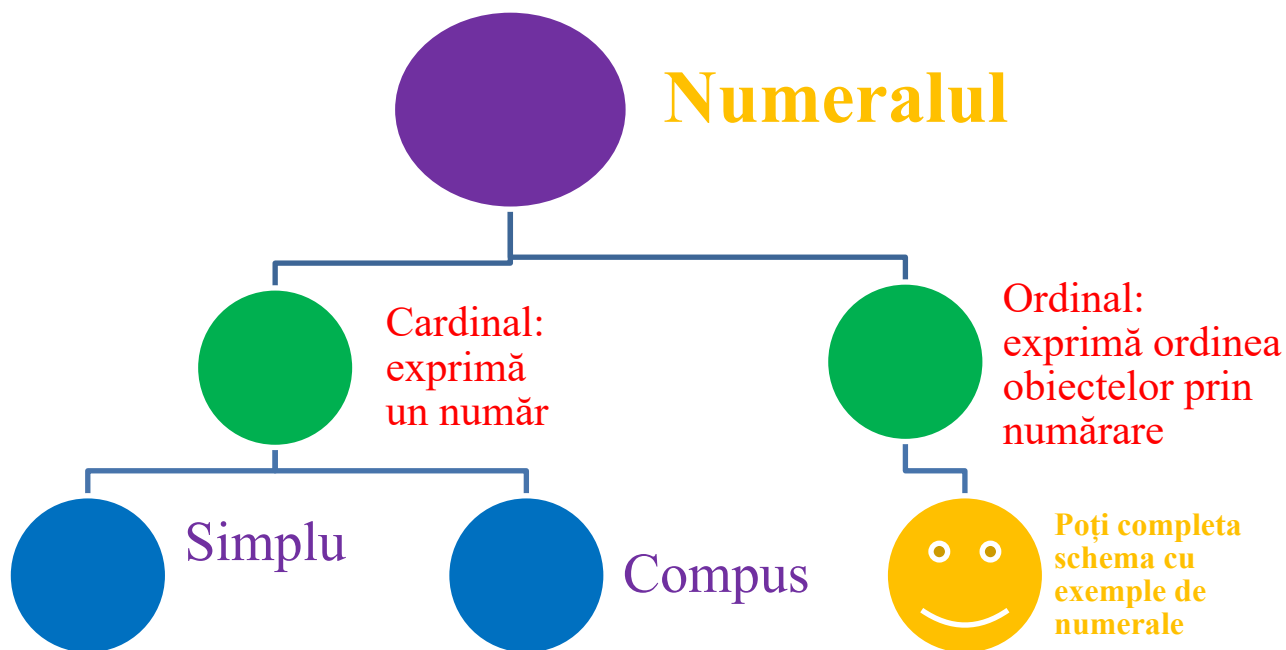 Numeralul
Cardinal:
exprimă
un număr
Ordinal:
exprimă ordinea
obiectelor prin
numărare
Simplu
Compus
Poți completa
schema cu
exemple de
numerale